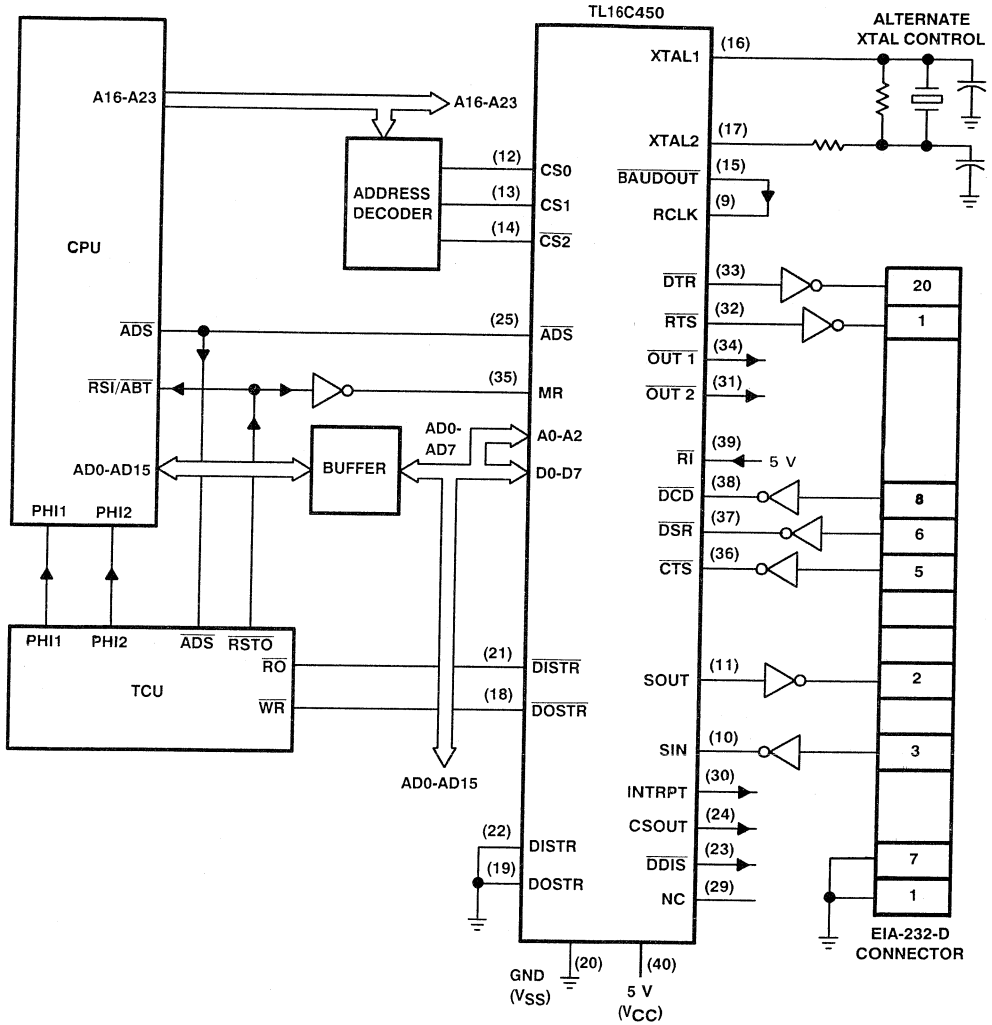 TL16C450
ALTERNATE
XTAL CONTROL
CPU
A16-A23
A16-A23
ADDRESS
DECODER
(12) CS0
(13) CS1
(14) CS2
ADS
(25) ADS
RSI/ABT
(35) MR
AD0-
AD7
A0-A2
AD0-AD15
BUFFER
D0-D7
PHI1 PHI2
PHI1 PHI2 ADS RSTO
RO
TCU
WR
(21) DISTR
(18) DOSTR
AD0-AD15
(22) DISTR
(19) DOSTR
XTAL1 (16)
XTAL2 (17)
BAUDOUT (15)
RCLK (9)
DTR (33) 20
RTS (32) 1
OUT 1 (34)
OUT 2 (31)
RI (39) 5 V
DCD (38) 8
DSR (37) 6
CTS (36) 5
SOUT (11) 2
SIN (10) 3
INTRPT (30)
CSOUT (24)
DDIS (23) 7
NC (29) 1
EIA-232-D
CONNECTOR
GND
(VSS)
(20)
(40)
5 V
(VCC)